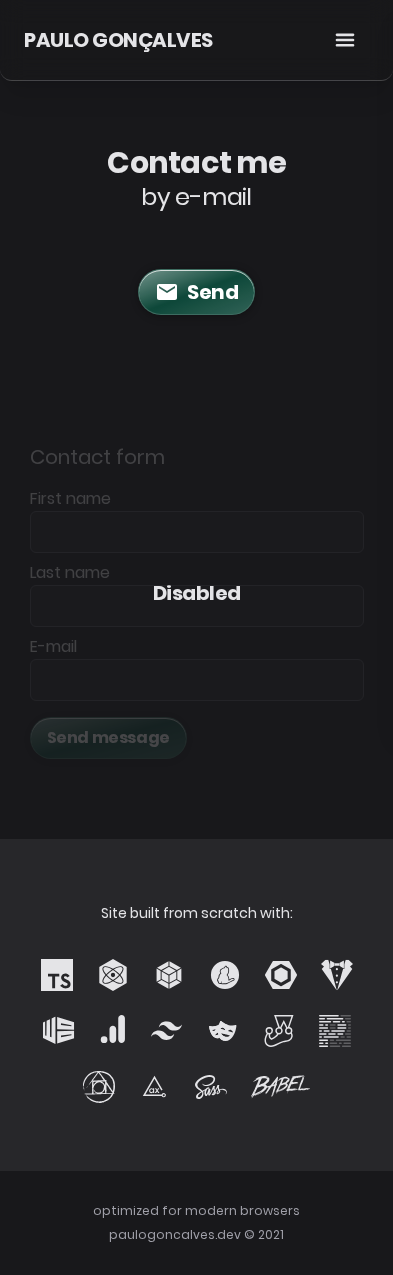 PAULO GONÇALVES
Contact me
by e-mail
Send
Contact form
First name
Last name
Disabled
E-mail
Send message
Site built from scratch with:
TS
ax
Sass
BABEL
optimized for modern browsers
paulogoncalves.dev © 2021